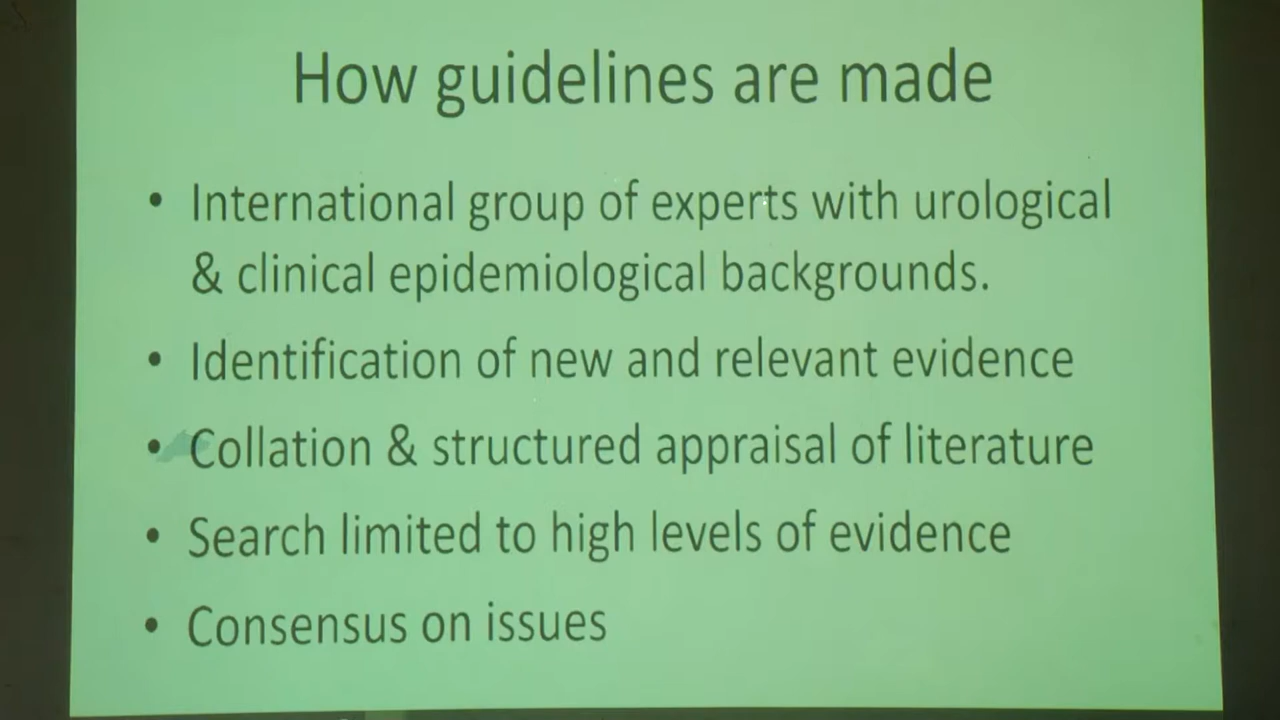 How guidelines are made
• International group of experts with urological
& clinical epidemiological backgrounds.
• Identification of new and relevant evidence
• Collation & structured appraisal of literature
• Search limited to high levels of evidence
• Consensus on issues